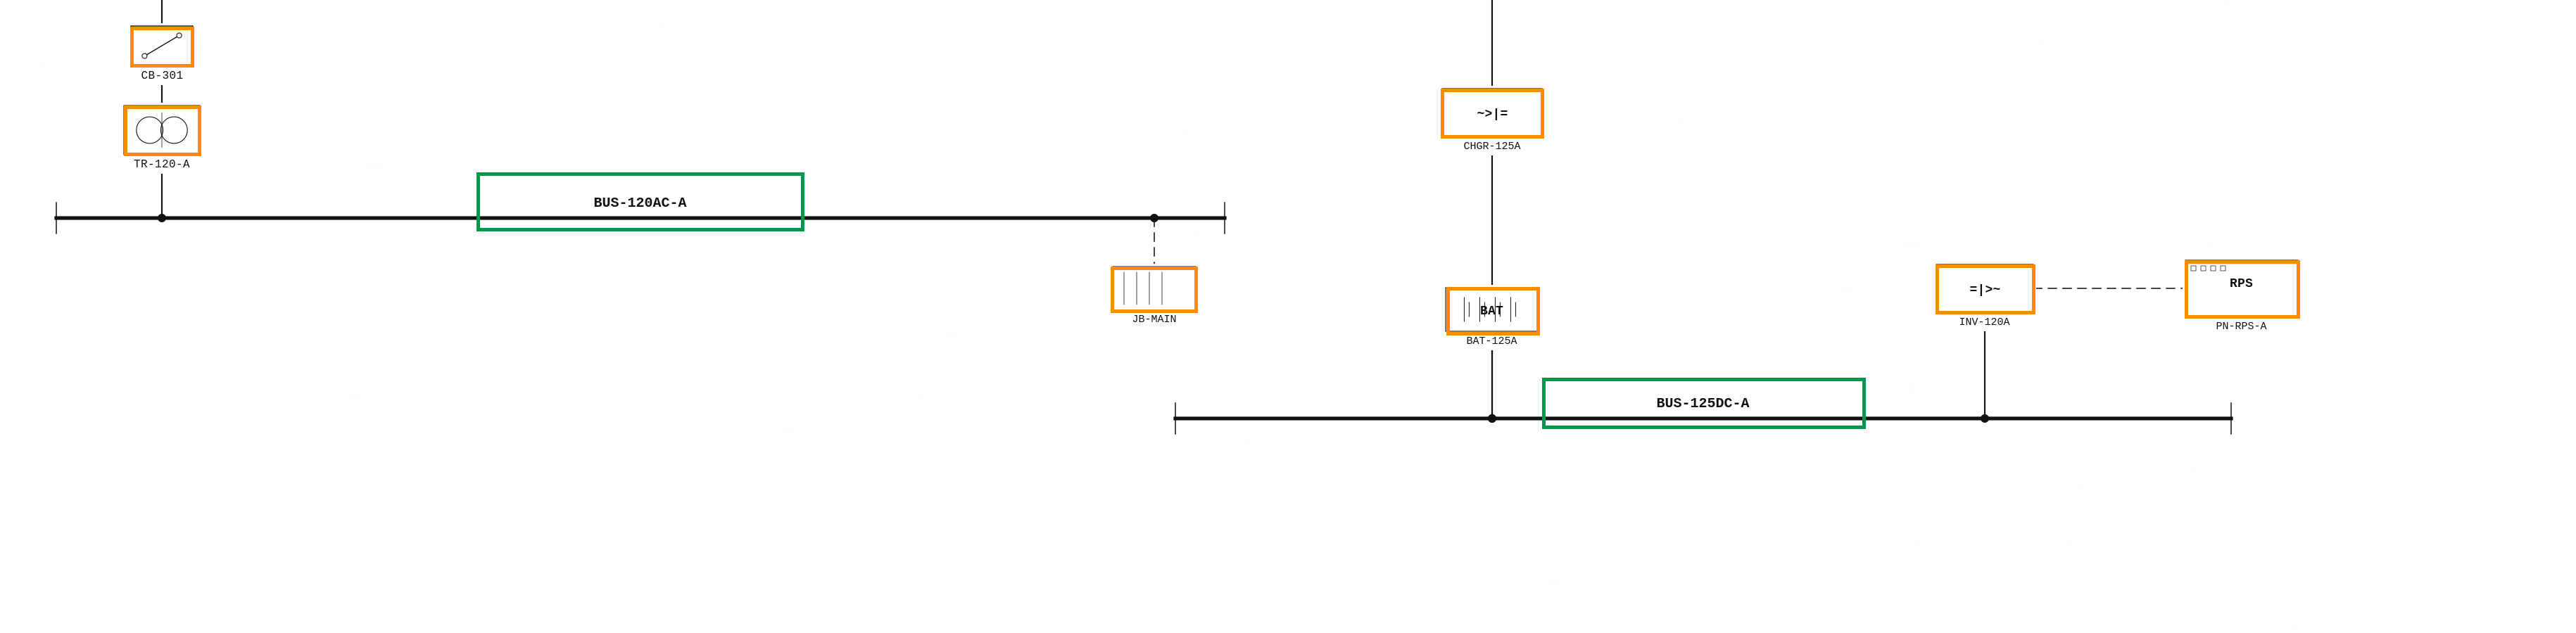 CB-301
TR-120-A
BUS-120AC-A
JB-MAIN
~>|=
CHGR-125A
BAT
BAT-125A
BUS-125DC-A
=|>~
INV-120A
RPS
PN-RPS-A